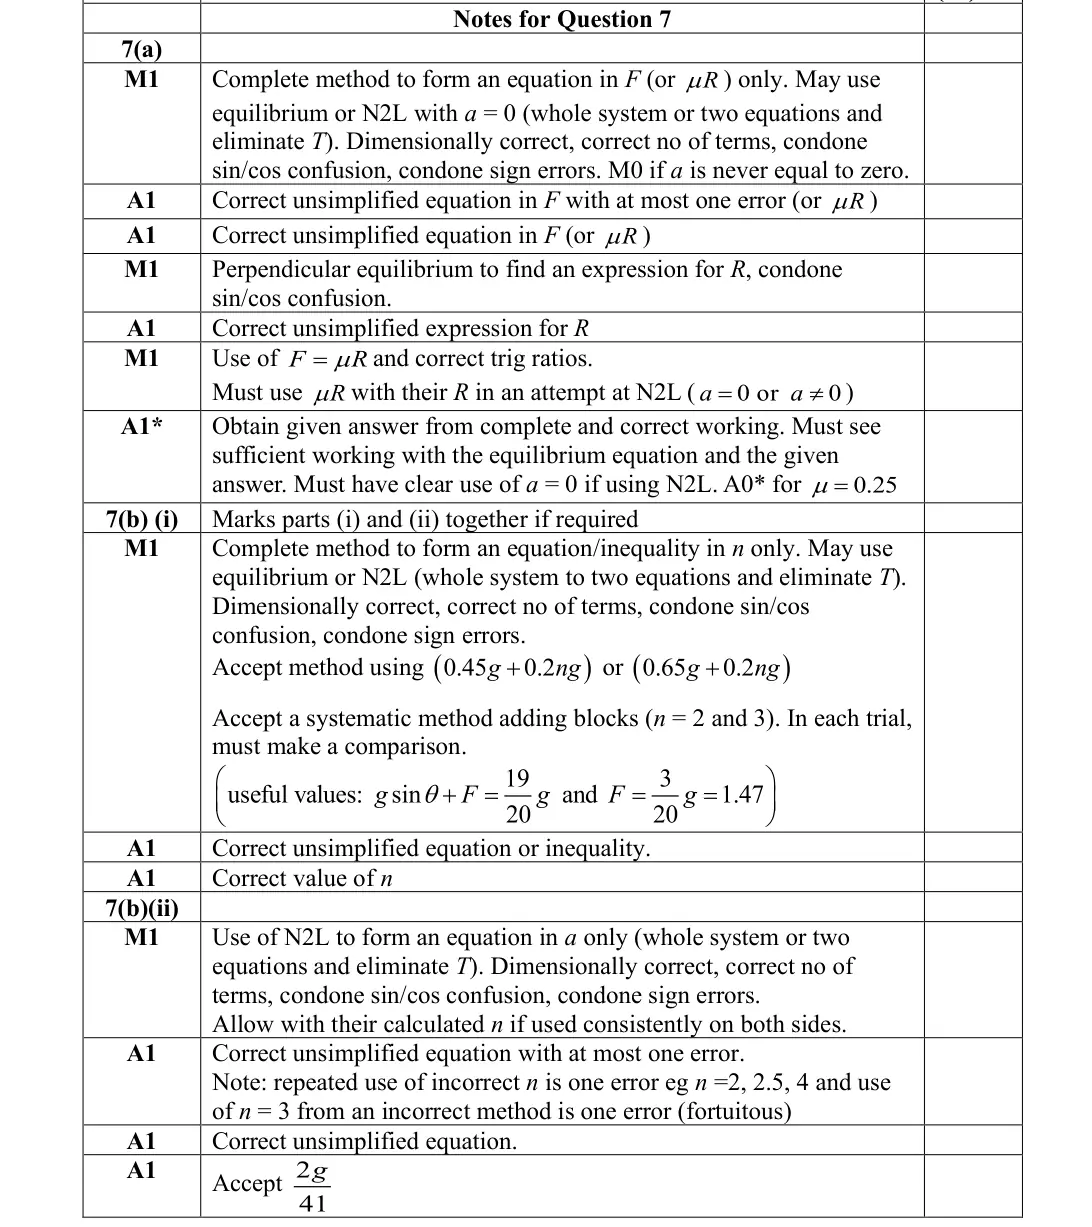 Notes for Question 7
7(a)
M1 Complete method to form an equation in F (or μR ) only. May use
equilibrium or N2L with a = 0 (whole system or two equations and
eliminate T). Dimensionally correct, correct no of terms, condone
sin/cos confusion, condone sign errors. M0 if a is never equal to zero.
A1 Correct unsimplified equation in F with at most one error (or μR )
A1 Correct unsimplified equation in F (or μR )
M1 Perpendicular equilibrium to find an expression for R, condone
sin/cos confusion.
A1 Correct unsimplified expression for R
M1 Use of F = μR and correct trig ratios.
Must use μR with their R in an attempt at N2L ( a = 0 or a ≠ 0 )
A1* Obtain given answer from complete and correct working. Must see
sufficient working with the equilibrium equation and the given
answer. Must have clear use of a = 0 if using N2L. A0* for μ = 0.25
7(b) (i) Marks parts (i) and (ii) together if required
M1 Complete method to form an equation/inequality in n only. May use
equilibrium or N2L (whole system to two equations and eliminate T).
Dimensionally correct, correct no of terms, condone sin/cos
confusion, condone sign errors.
Accept method using (0.45g + 0.2ng) or (0.65g + 0.2ng)
Accept a systematic method adding blocks (n = 2 and 3). In each trial,
must make a comparison.
(useful values: g sin θ + F = 19/20 g and F = 3/20 g = 1.47)
A1 Correct unsimplified equation or inequality.
A1 Correct value of n
7(b)(ii)
M1 Use of N2L to form an equation in a only (whole system or two
equations and eliminate T). Dimensionally correct, correct no of
terms, condone sin/cos confusion, condone sign errors.
Allow with their calculated n if used consistently on both sides.
A1 Correct unsimplified equation with at most one error.
Note: repeated use of incorrect n is one error eg n =2, 2.5, 4 and use
of n = 3 from an incorrect method is one error (fortuitous)
A1 Correct unsimplified equation.
A1 Accept 2g/41